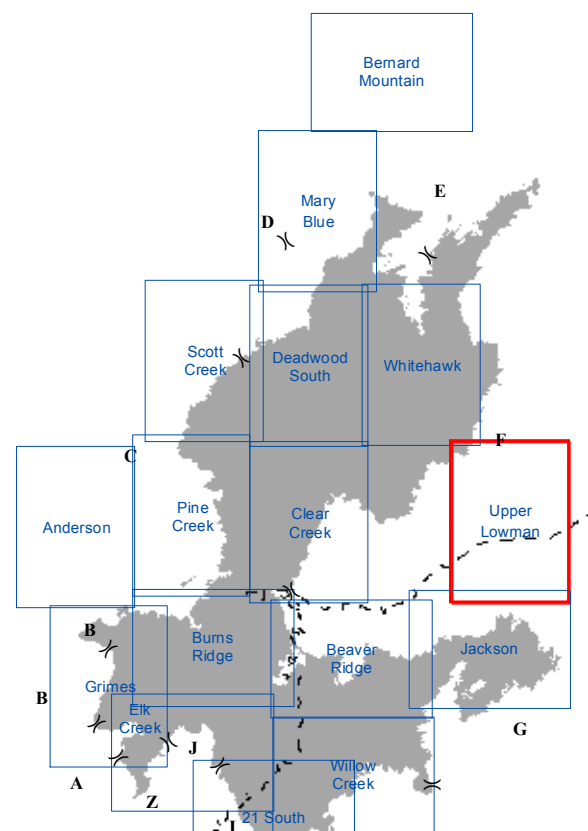 Bernard
Mountain
E
Mary
Blue
D
Scott
Creek
Deadwood
South
Whitehawk
F
C
Pine
Creek
Clear
Creek
Upper
Lowman
Anderson
B
Burns
Ridge
Beaver
Ridge
Jackson
B
Grimes
Elk
Creek
G
J
A
Z
Willow
Creek
21 South